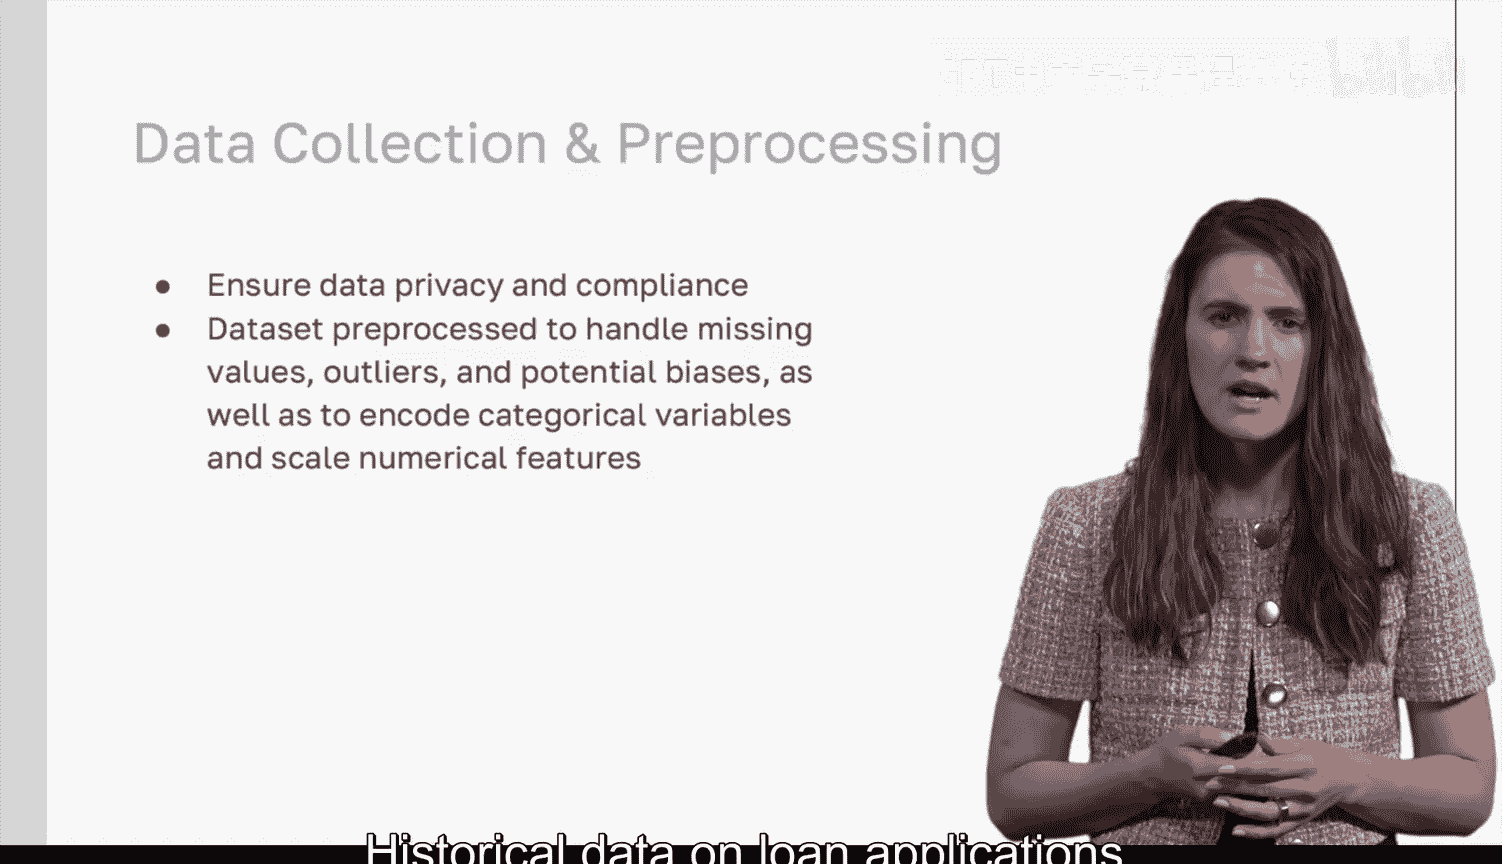 Data Collection & Preprocessing
● Ensure data privacy and compliance
● Dataset preprocessed to handle missing
values, outliers, and potential biases, as
well as to encode categorical variables
and scale numerical features
Historical data on loan applications